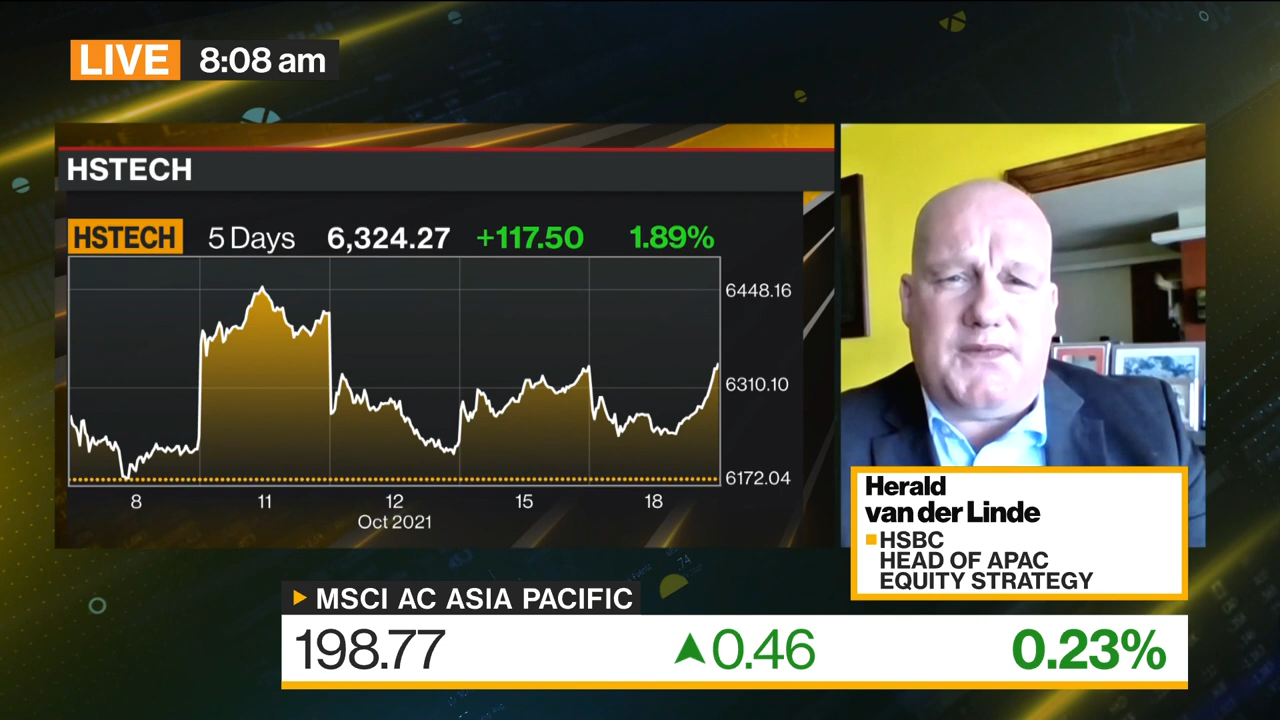 LIVE 8:08 am
HSTECH
HSTECH 5 Days 6,324.27 +117.50 1.89%
6448.16
6310.10
6172.04
8 11 12 15 18
Oct 2021
Herald
van der Linde
HSBC
HEAD OF APAC
EQUITY STRATEGY
MSCI AC ASIA PACIFIC
198.77 0.46 0.23%